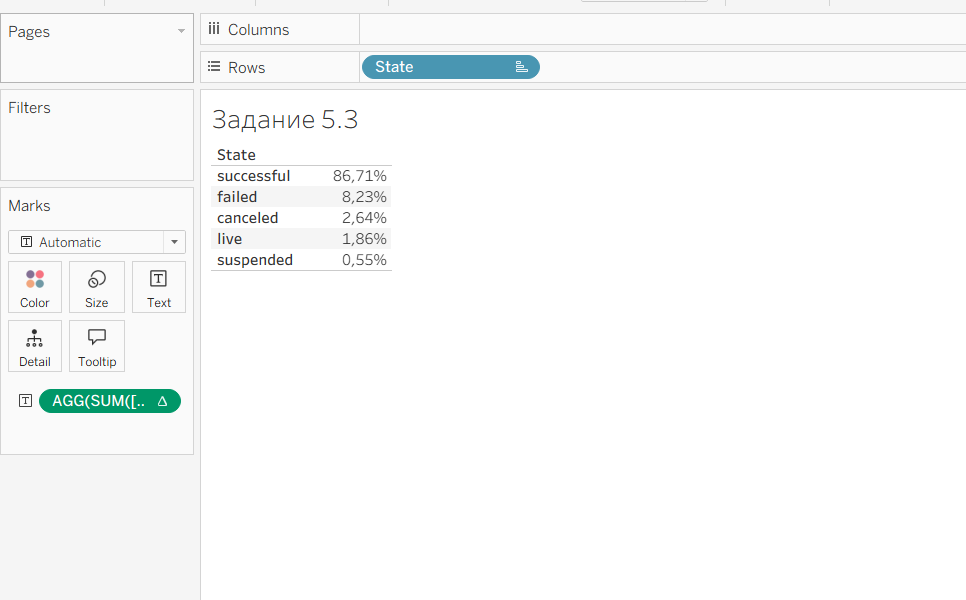 Pages
Columns
Rows
State
Filters
Задание 5.3
State
successful 86,71%
failed 8,23%
canceled 2,64%
live 1,86%
suspended 0,55%
Marks
Automatic
Color Size Text
Detail Tooltip
AGG(SUM([..